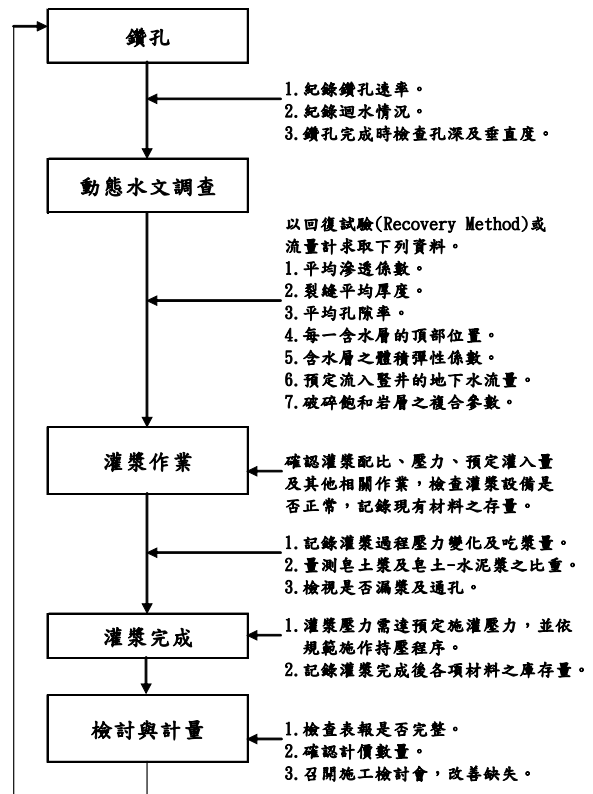 鑽孔
1.紀錄鑽孔速率。
2.紀錄迴水情況。
3.鑽孔完成時檢查孔深及垂直度。
動態水文調查
以回復試驗(Recovery Method)或
流量計求取下列資料。
1.平均滲透係數。
2.裂縫平均厚度。
3.平均孔隙率。
4.每一含水層的頂部位置。
5.含水層之體積彈性係數。
6.預定流入豎井的地下水流量。
7.破碎飽和岩層之複合參數。
灌漿作業
確認灌漿配比、壓力、預定灌入量
及其他相關作業，檢查灌漿設備是
否正常，記錄現有材料之存量。
1.記錄灌漿過程壓力變化及吃漿量。
2.量測皂土漿及皂土-水泥漿之比重。
3.檢視是否漏漿及通孔。
灌漿完成
1.灌漿壓力需達預定施灌壓力，並依
規範施作持壓程序。
2.記錄灌漿完成後各項材料之庫存量。
檢討與計量
1.檢查表報是否完整。
2.確認計價數量。
3.召開施工檢討會，改善缺失。